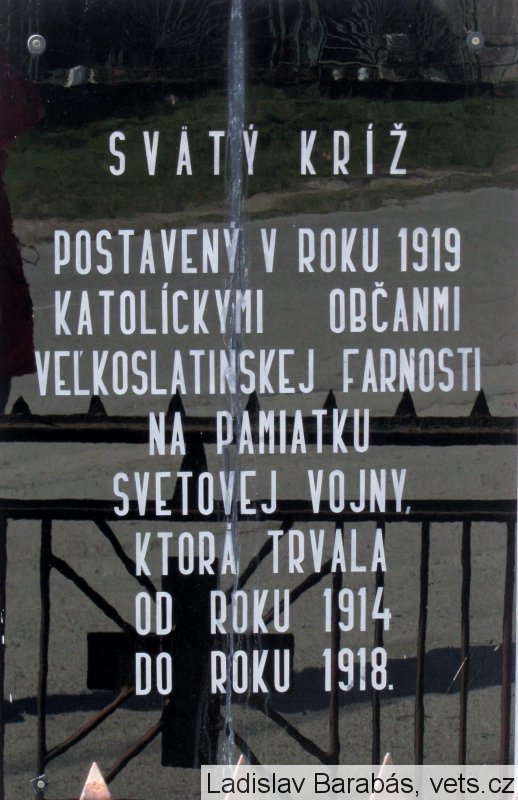 SVÄTÝ KRÍŽ
POSTAVENÝ V ROKU 1919
KATOLÍCKYMI OBČANMI
VEĽKOSLATINSKEJ FARNOSTI
NA PAMIATKU
SVETOVEJ VOJNY,
KTORÁ TRVALA
OD ROKU 1914
DO ROKU 1918.
Ladislav Barabás, vets.cz